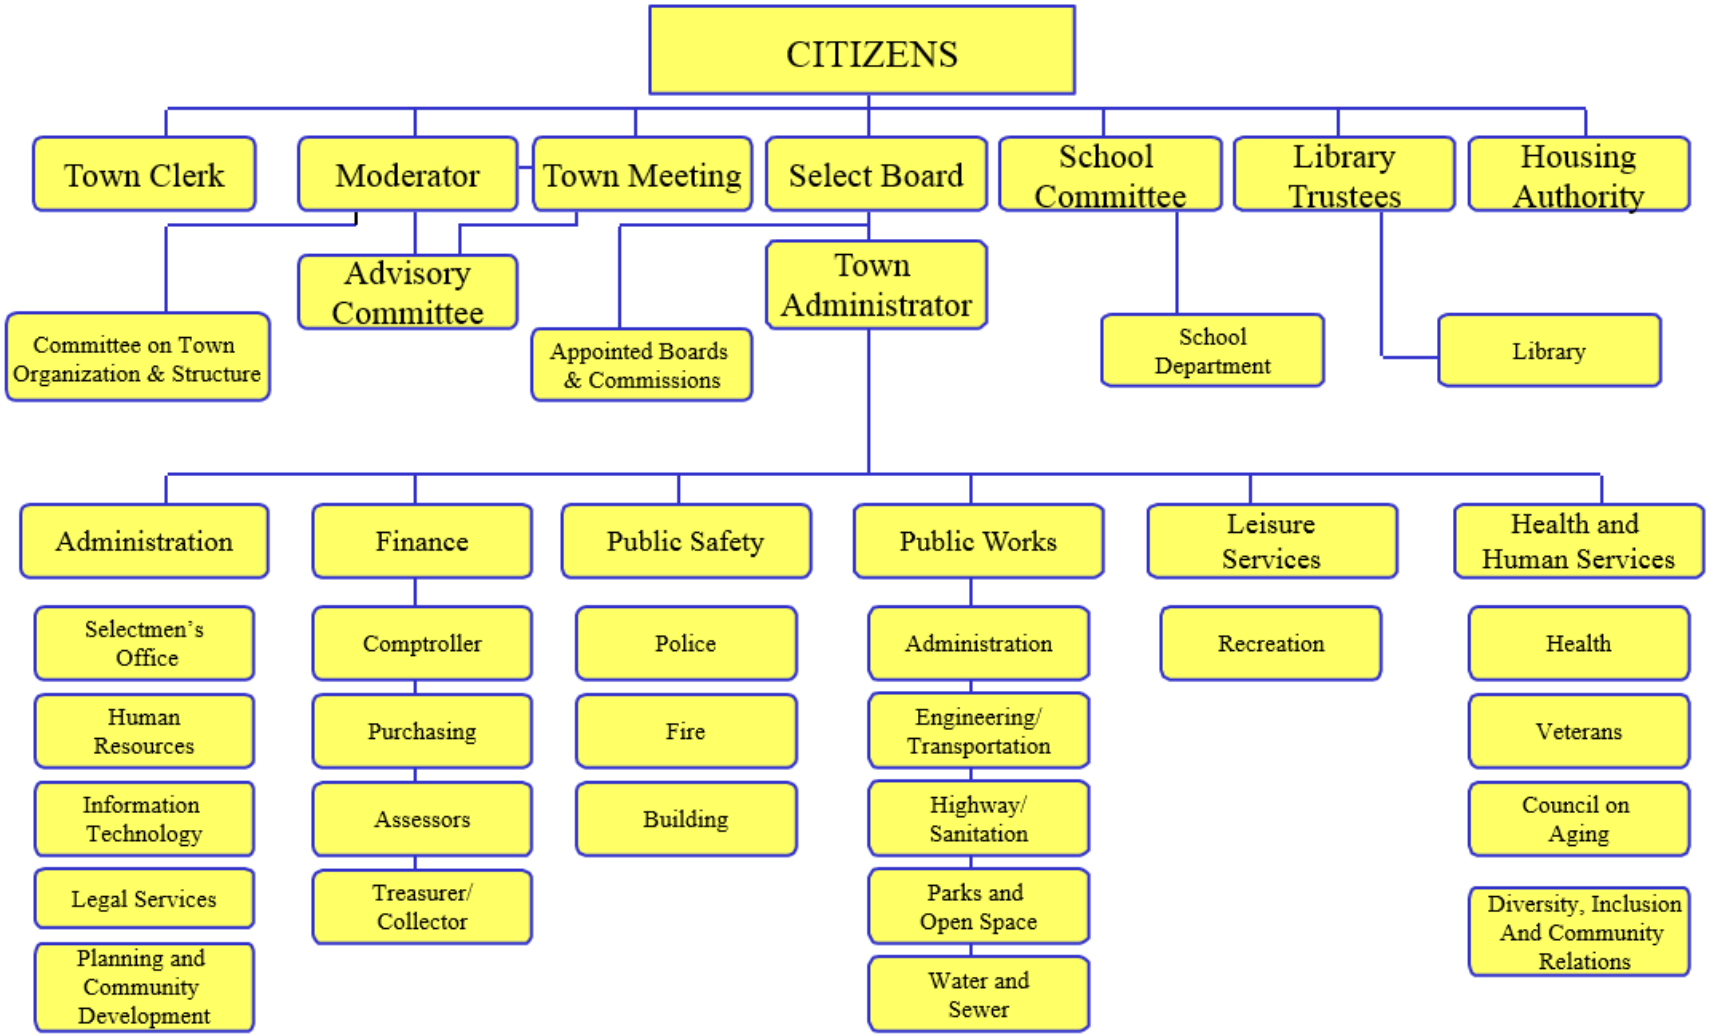 CITIZENS
Town Clerk
Moderator
Town Meeting
Select Board
School
Committee
Library
Trustees
Housing
Authority
Advisory
Committee
Town
Administrator
Committee on Town
Organization & Structure
Appointed Boards
& Commissions
School
Department
Library
Administration
Finance
Public Safety
Public Works
Leisure
Services
Health and
Human Services
Selectmen’s
Office
Human
Resources
Information
Technology
Legal Services
Planning and
Community
Development
Comptroller
Purchasing
Assessors
Treasurer/
Collector
Police
Fire
Building
Administration
Engineering/
Transportation
Highway/
Sanitation
Parks and
Open Space
Water and
Sewer
Recreation
Health
Veterans
Council on
Aging
Diversity, Inclusion
And Community
Relations